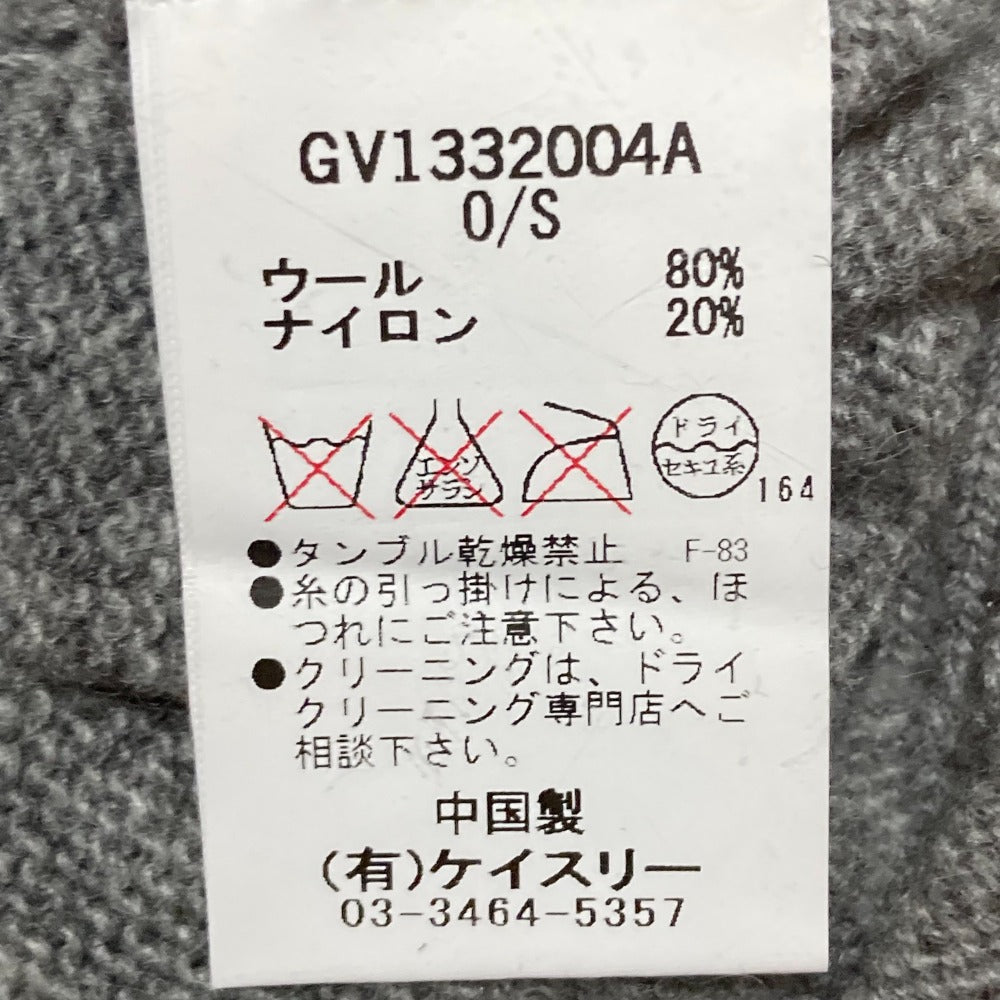 GV1332004A
0/S
ウール 80%
ナイロン 20%
エンソ
サラシ
ドライ
セキユ系
164
●タンブル乾燥禁止 F-83
●糸の引っ掛けによる、ほ
つれにご注意下さい。
●クリーニングは、ドライ
クリーニング専門店へご
相談下さい。
中国製
(有)ケイスリー
03-3464-5357